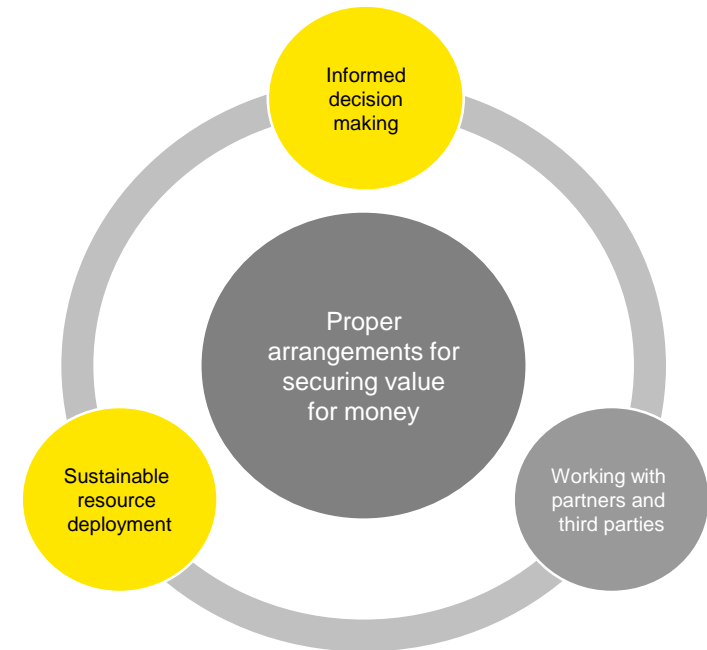 Informed
decision
making
Proper
arrangements for
securing value
for money
Sustainable
resource
deployment
Working with
partners and
third parties